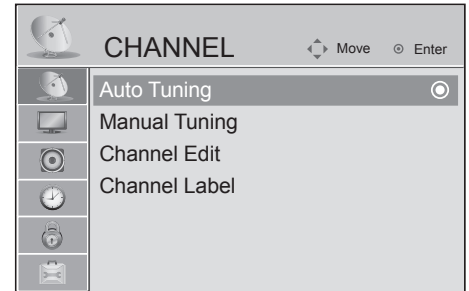 CHANNEL Move Enter
Auto Tuning
Manual Tuning
Channel Edit
Channel Label